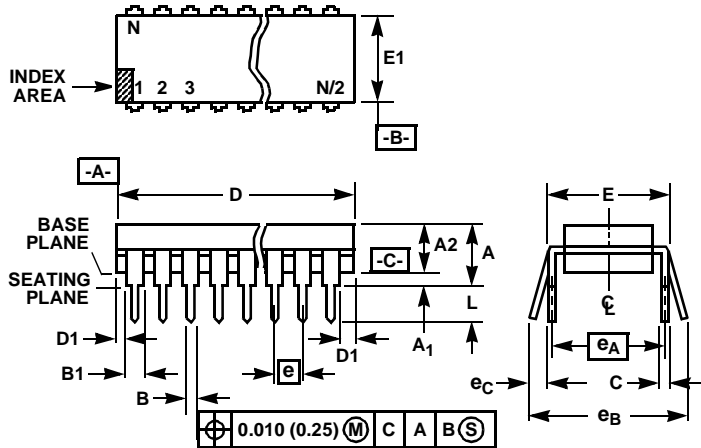 N
E1
INDEX
AREA
1 2 3 N/2
-B-
-A-
D
E
BASE
PLANE
A2
A
-C-
SEATING
PLANE
L
C
L
D1
A1
D1
eA
B1
e
eC
C
B
eB
0.010 (0.25) M C A B S